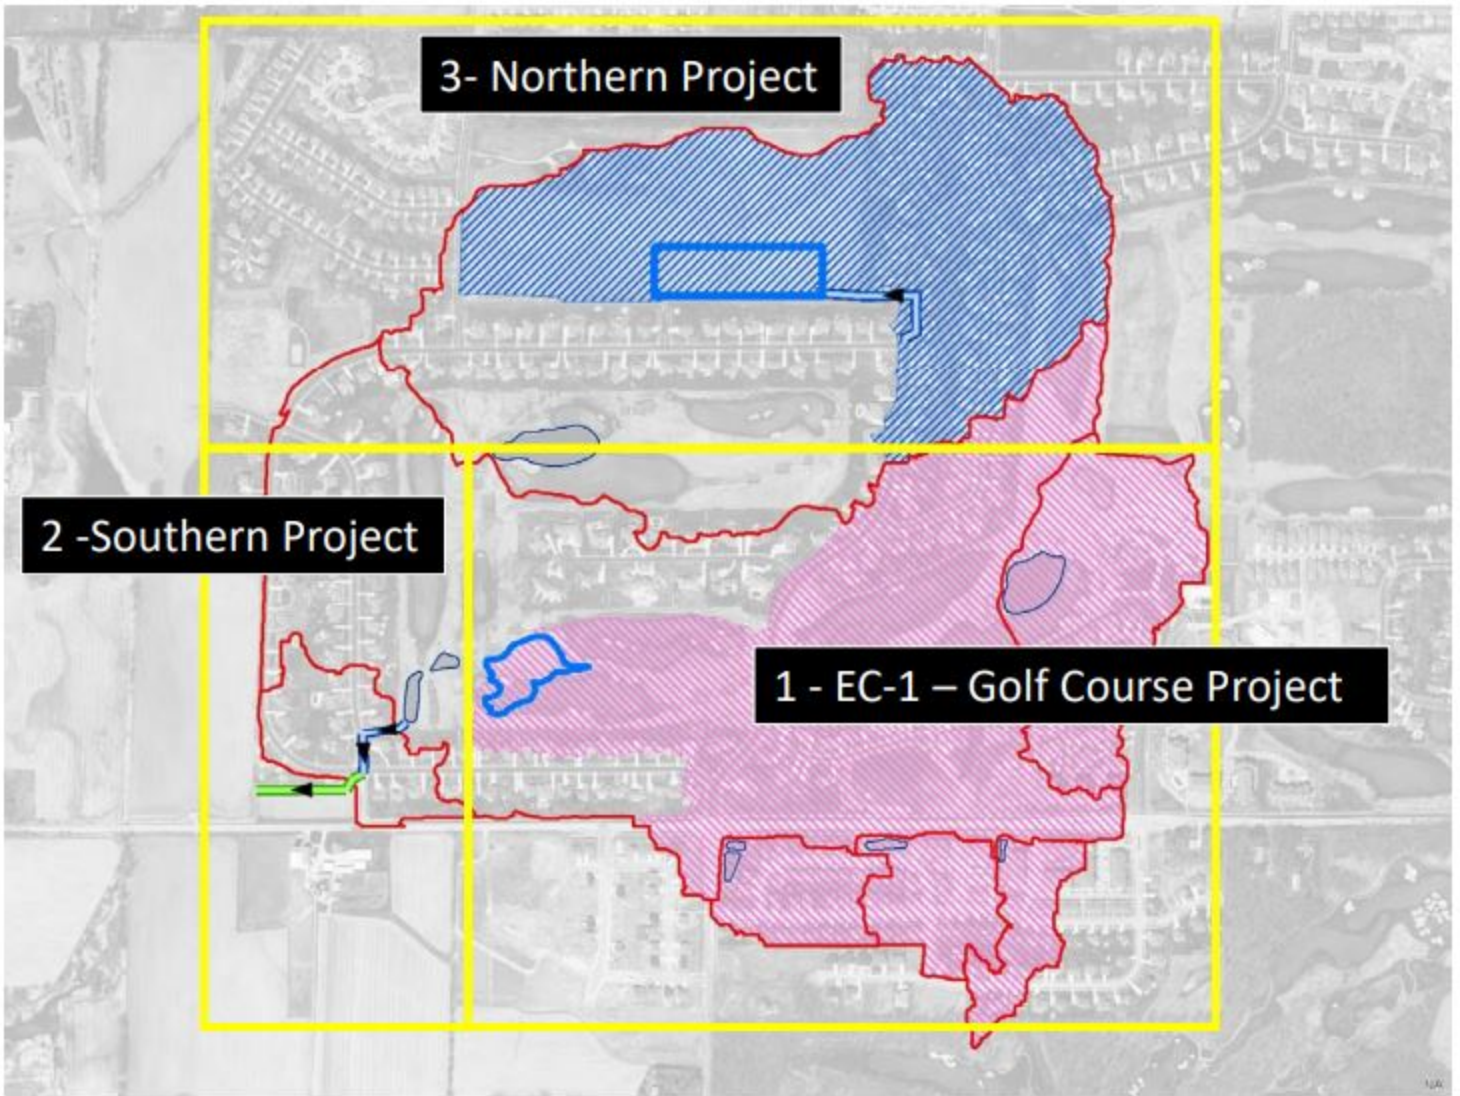 3- Northern Project
2 -Southern Project
1 - EC-1 – Golf Course Project